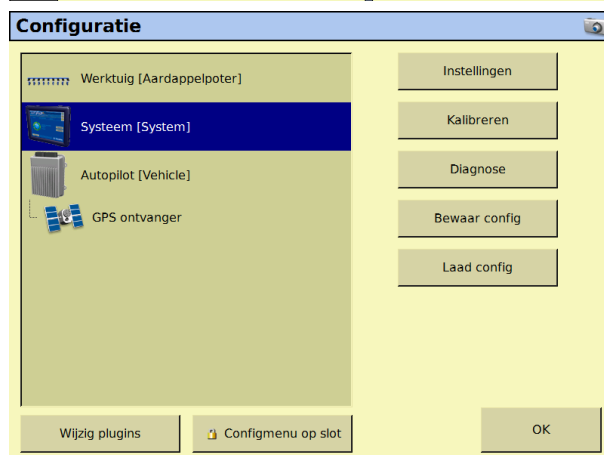 Configuratie
Werktuig [Aardappelpoter]
Systeem [System]
Autopilot [Vehicle]
GPS ontvanger
Instellingen
Kalibreren
Diagnose
Bewaar config
Laad config
Wijzig plugins
Configmenu op slot
OK